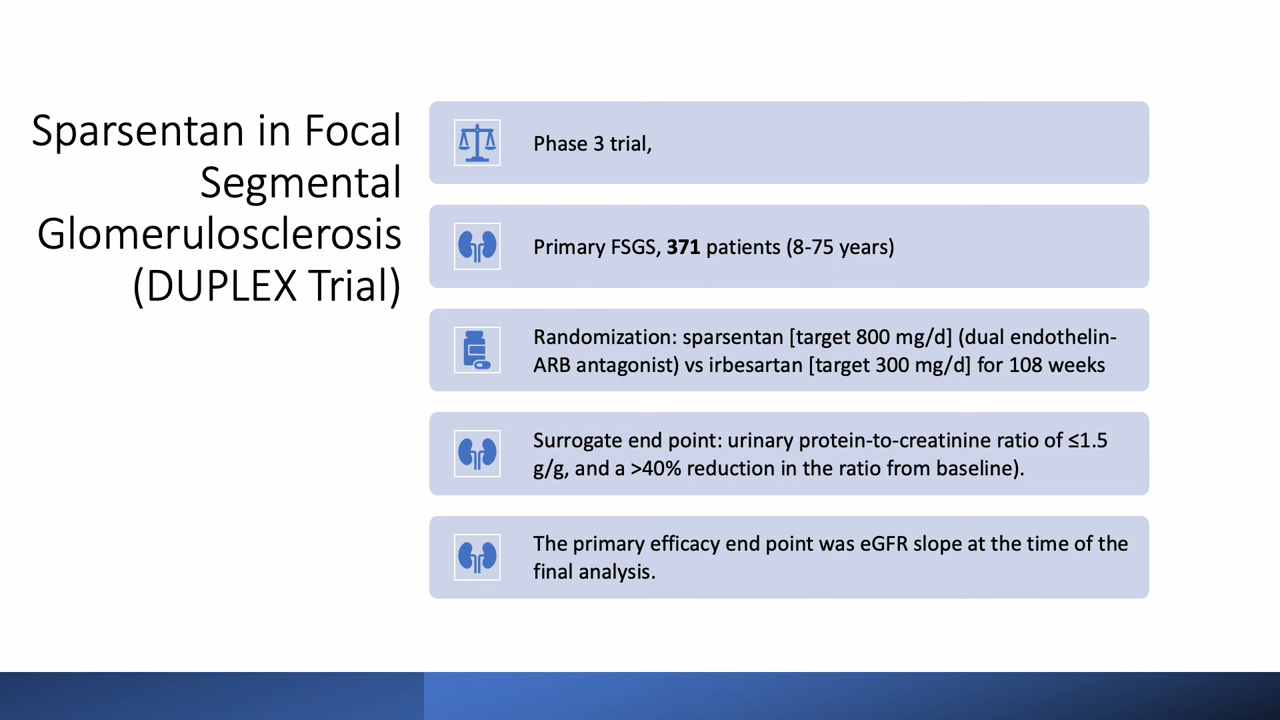 Sparsentan in Focal
Segmental
Glomerulosclerosis
(DUPLEX Trial)
Phase 3 trial,
Primary FSGS, 371 patients (8-75 years)
Randomization: sparsentan [target 800 mg/d] (dual endothelin-
ARB antagonist) vs irbesartan [target 300 mg/d] for 108 weeks
Surrogate end point: urinary protein-to-creatinine ratio of ≤1.5
g/g, and a >40% reduction in the ratio from baseline).
The primary efficacy end point was eGFR slope at the time of the
final analysis.